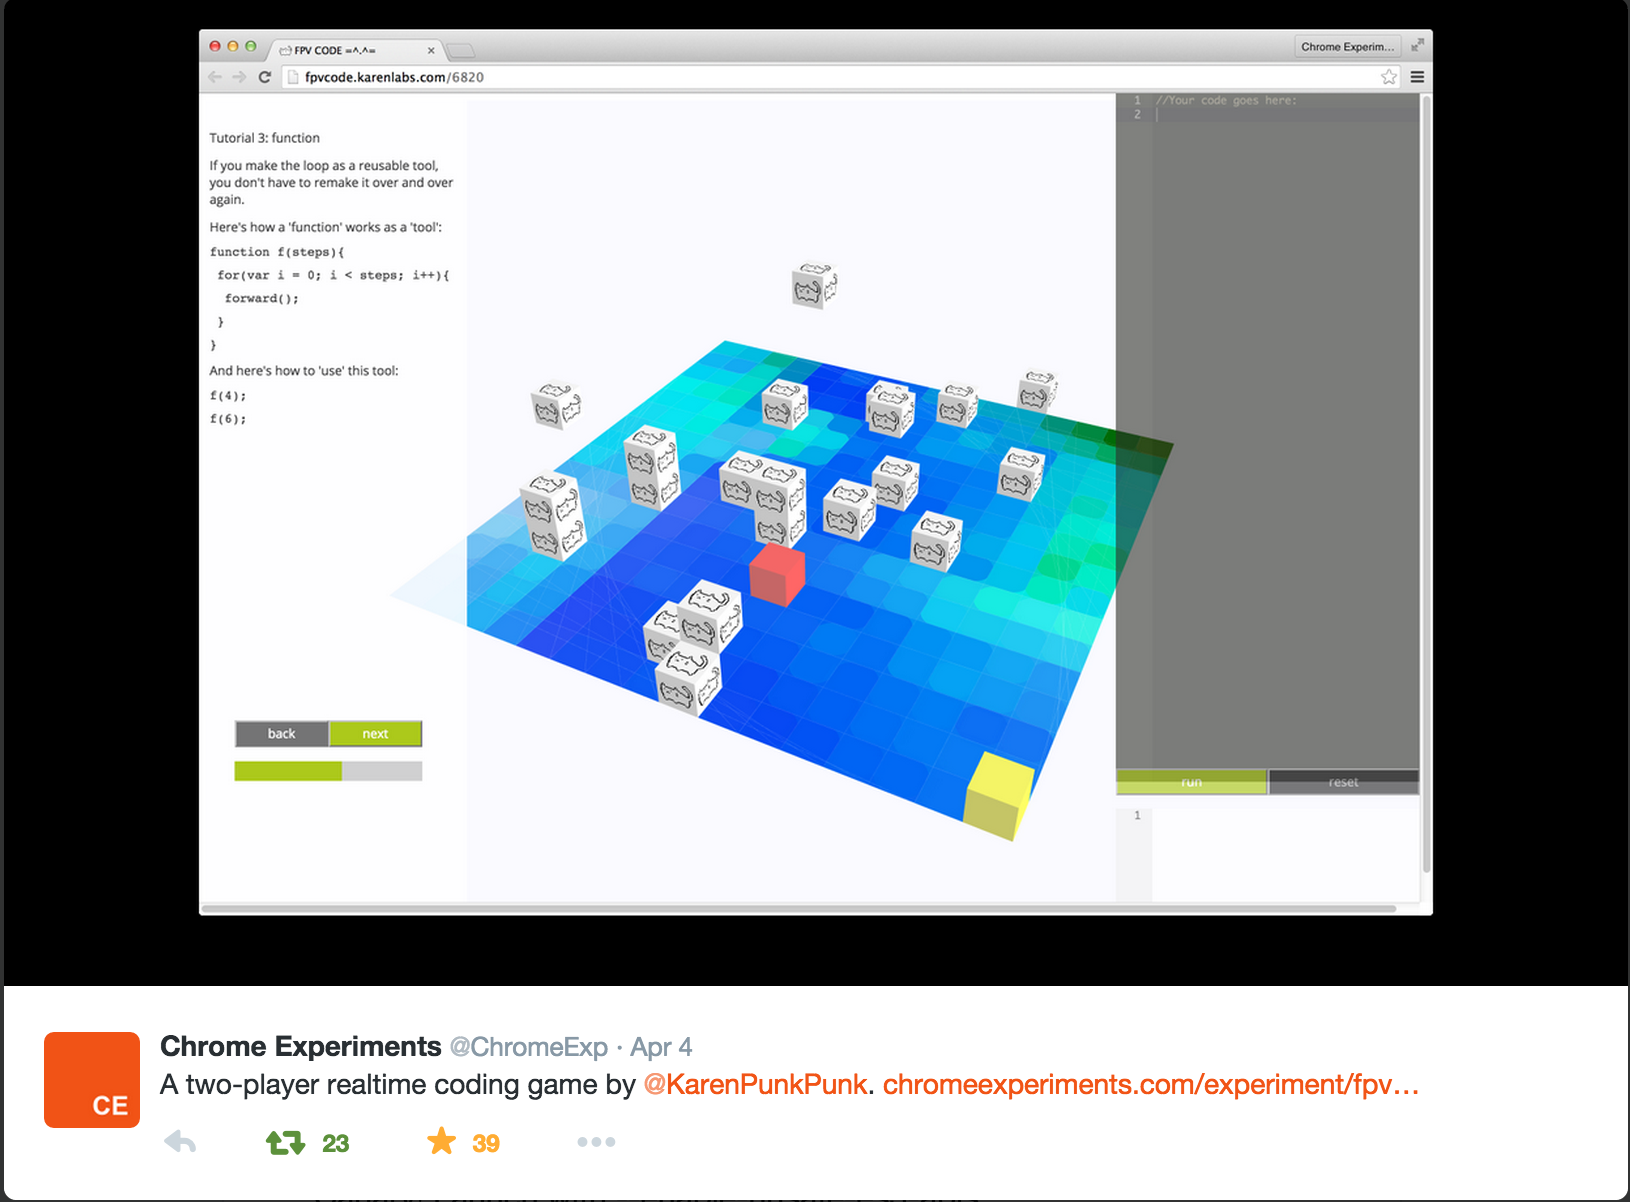 FPV CODE =^.^=
Chrome Experim...
fpvcode.karenlabs.com/6820
Tutorial 3: function
If you make the loop as a reusable tool,
you don't have to remake it over and over
again.
Here's how a 'function' works as a 'tool':
function f(steps){
for(var i = 0; i < steps; i++){
forward();
}
}
And here's how to 'use' this tool:
f(4);
f(6);
back
next
1 //Your code goes here:
2
run
reset
1
CE
Chrome Experiments @ChromeExp · Apr 4
A two-player realtime coding game by @KarenPunkPunk. chromeexperiments.com/experiment/fpv…
23
39